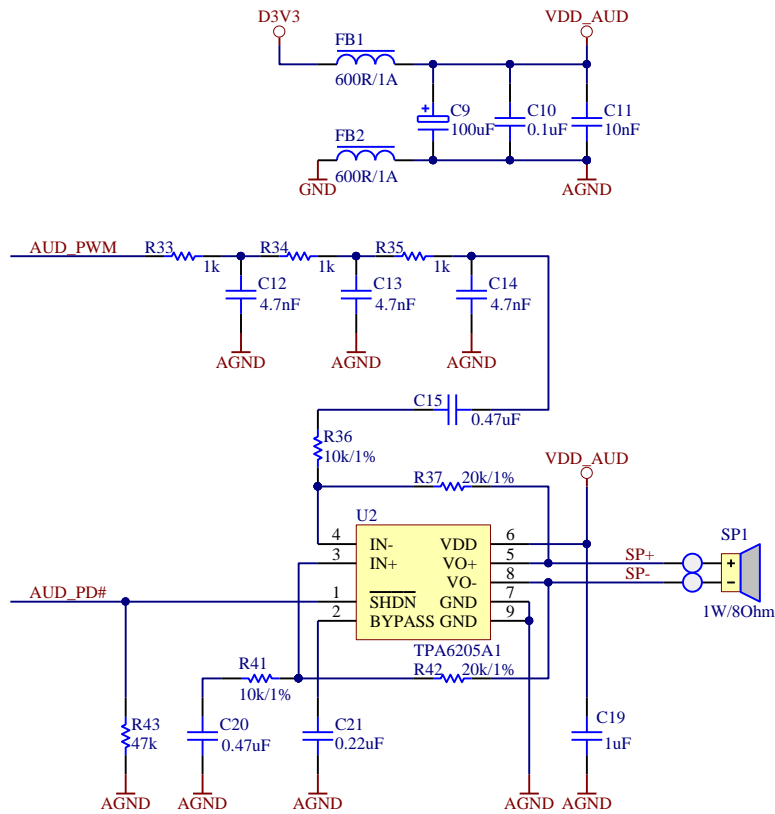 D3V3
VDD_AUD
FB1
600R/1A
C9
100uF
C10
0.1uF
C11
10nF
FB2
600R/1A
GND
AGND
AUD_PWM
R33
1k
R34
1k
R35
1k
C12
4.7nF
C13
4.7nF
C14
4.7nF
AGND
AGND
AGND
C15
0.47uF
R36
10k/1%
R37
20k/1%
VDD_AUD
U2
4
IN-
3
IN+
1
SHDN
2
BYPASS
VDD
6
VO+
5
VO-
8
GND
7
GND
9
TPA6205A1
SP+
SP-
SP1
+
−
1W/8Ohm
AUD_PD#
R41
10k/1%
R42
20k/1%
R43
47k
C20
0.47uF
C21
0.22uF
C19
1uF
AGND
AGND
AGND
AGND
AGND